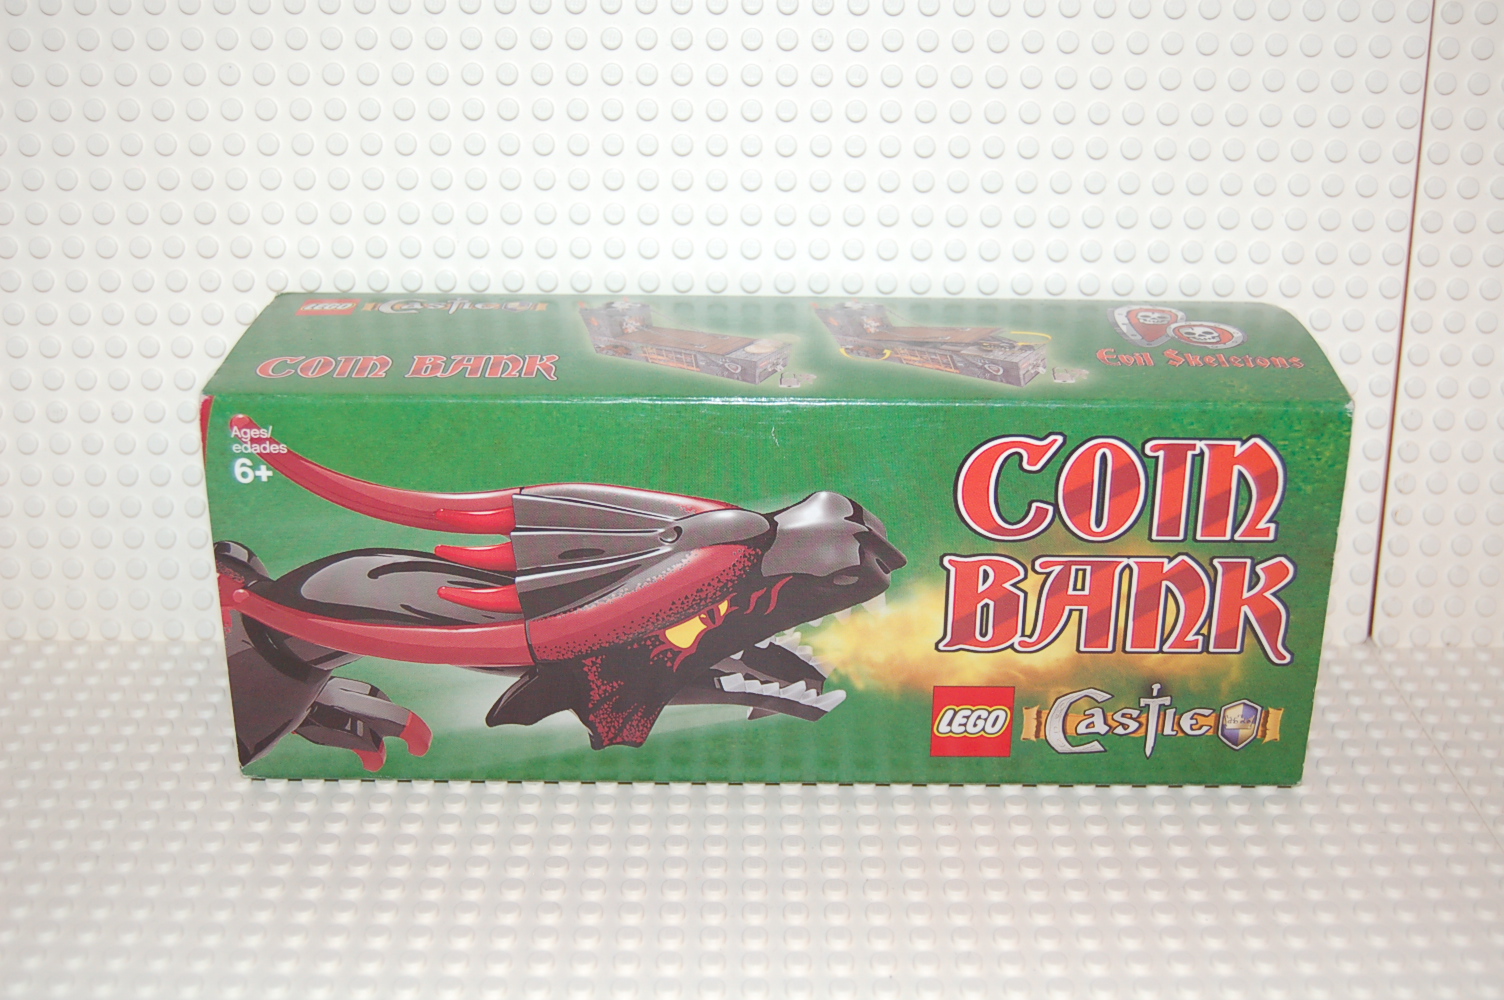 LEGO Castle
COIN BANK
Evil Skeletons
Ages/
edades
6+
COIN
BANK
LEGO Castle